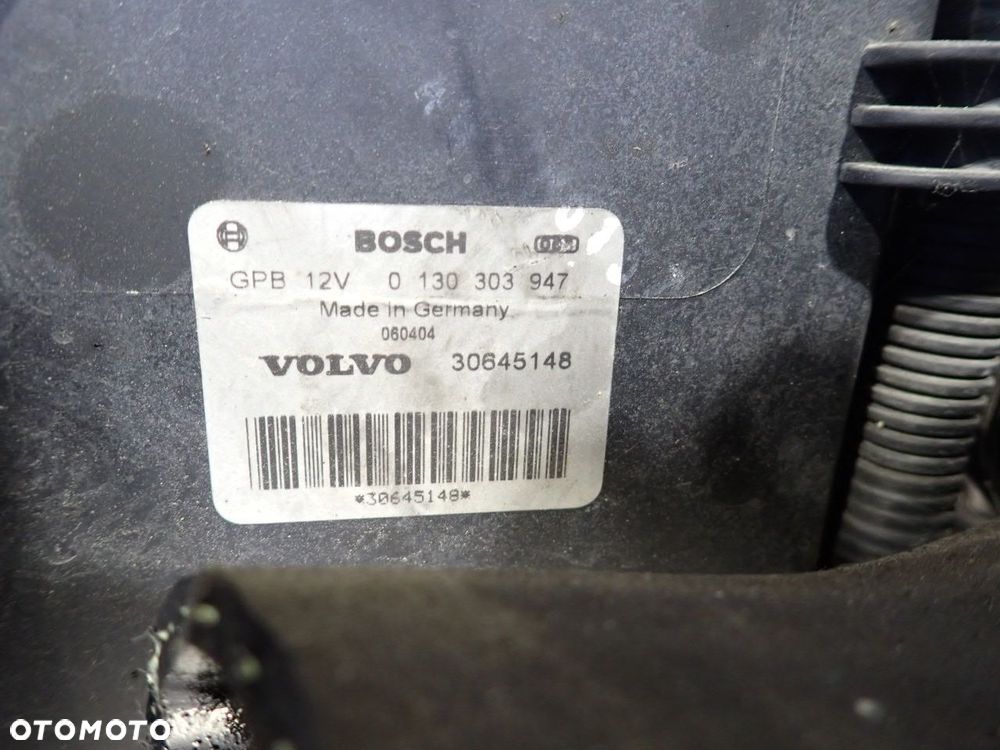 BOSCH
GPB 12V 0 130 303 947
Made in Germany
060404
VOLVO 30645148
*30645148*
OTOMOTO